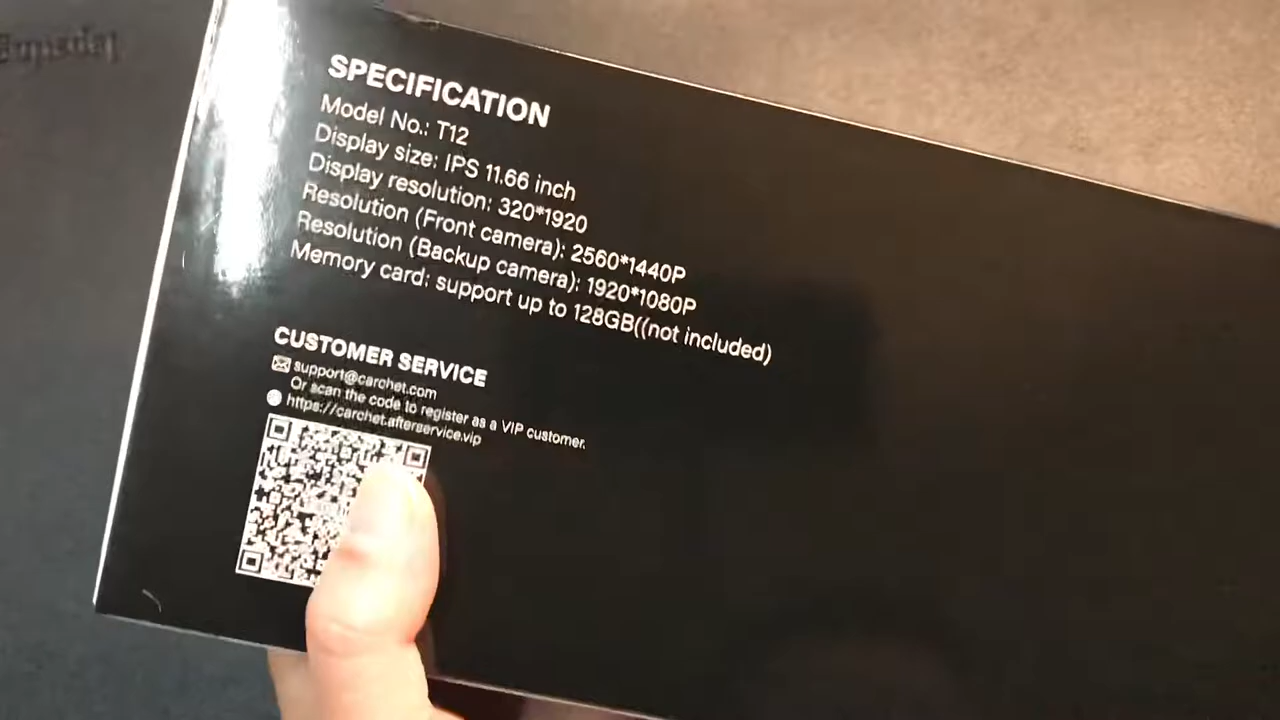 SPECIFICATION
Model No.: T12
Display size: IPS 11.66 inch
Display resolution: 320*1920
Resolution (Front camera): 2560*1440P
Resolution (Backup camera): 1920*1080P
Memory card: support up to 128GB((not included)
CUSTOMER SERVICE
support@carchet.com
Or scan the code to register as a VIP customer.
https://carchet.afterservice.vip